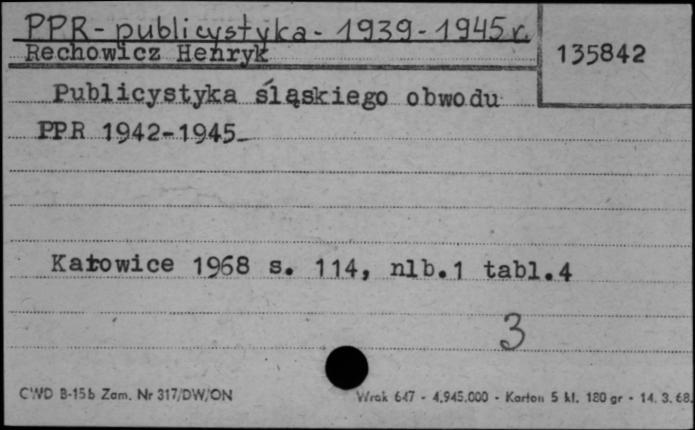 PPR - publicystyka - 1939 - 1945 r.
Rechowicz Henryk
135842
Publicystyka śląskiego obwodu
PPR 1942-1945
Katowice 1968 s. 114, nlb.1 tabl.4
3
CWD B-15b Zam. Nr 317/DW/ON
Wrak 647 - 4.945.000 - Karton 5 kl. 180 gr - 14. 3. 68.